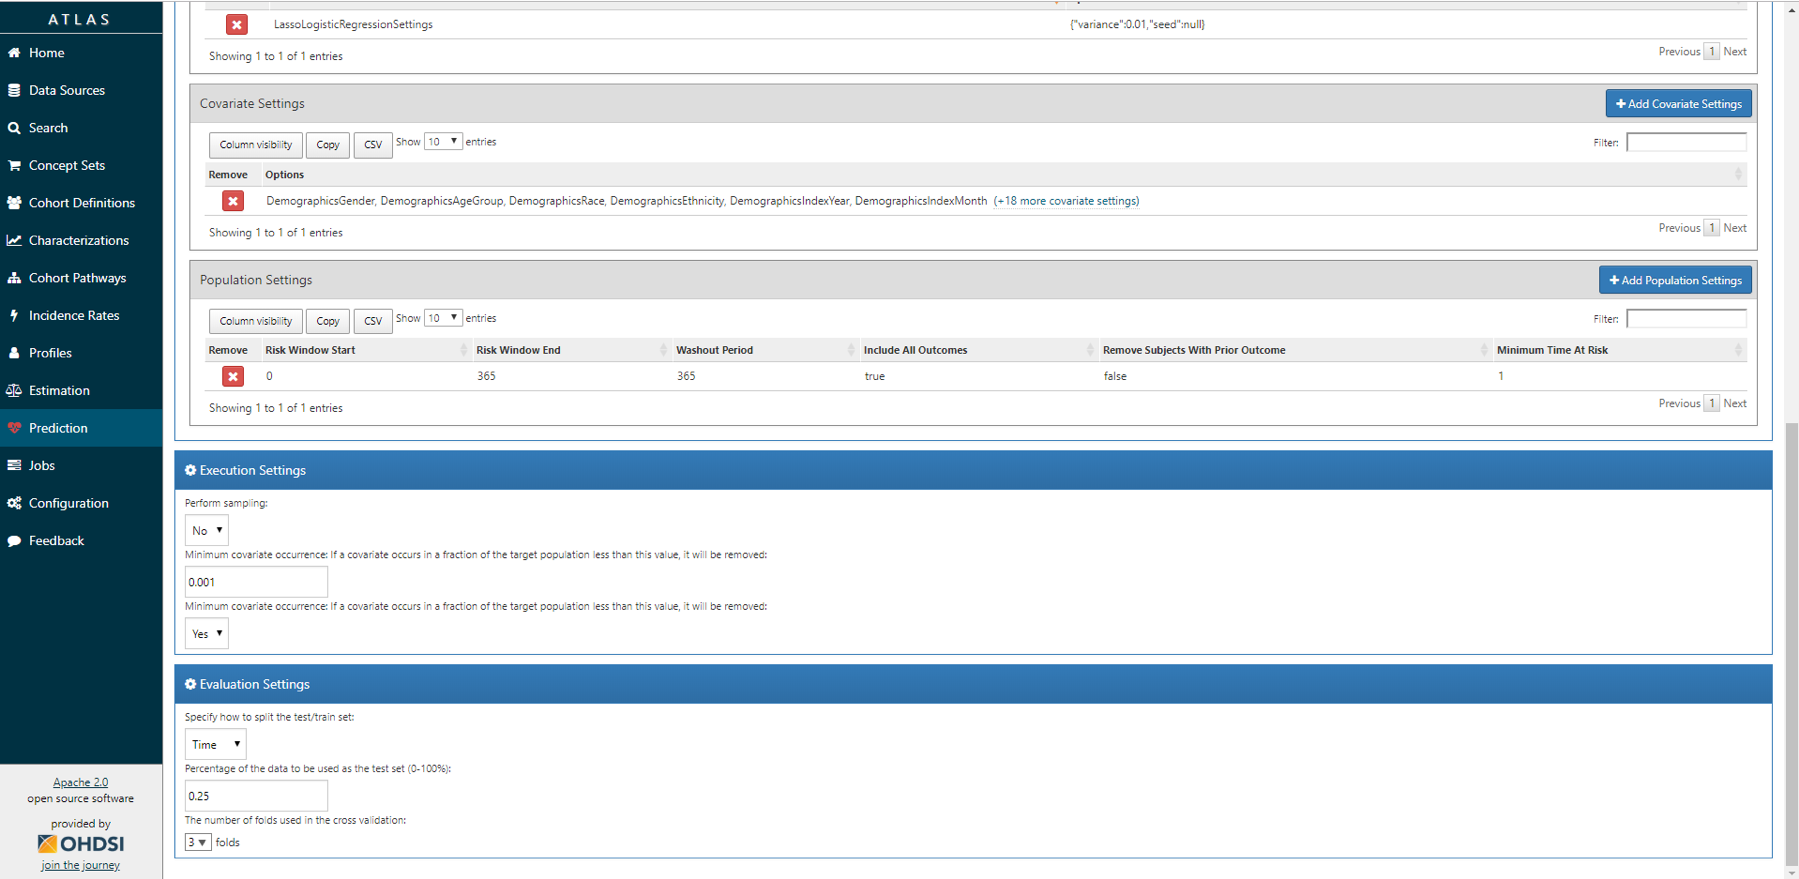 ATLAS
Home
Data Sources
Search
Concept Sets
Cohort Definitions
Characterizations
Cohort Pathways
Incidence Rates
Profiles
Estimation
Prediction
Jobs
Configuration
Feedback
Apache 2.0
open source software
provided by
OHDSI
join the journey
LassoLogisticRegressionSettings {"variance":0.01,"seed":null}
Showing 1 to 1 of 1 entries Previous 1 Next
Covariate Settings Add Covariate Settings
Column visibility Copy CSV Show 10 entries Filter:
Remove Options
DemographicsGender, DemographicsAgeGroup, DemographicsRace, DemographicsEthnicity, DemographicsIndexYear, DemographicsIndexMonth (+18 more covariate settings)
Showing 1 to 1 of 1 entries Previous 1 Next
Population Settings Add Population Settings
Column visibility Copy CSV Show 10 entries Filter:
Remove Risk Window Start Risk Window End Washout Period Include All Outcomes Remove Subjects With Prior Outcome Minimum Time At Risk
0 365 365 true false 1
Showing 1 to 1 of 1 entries Previous 1 Next
Execution Settings
Perform sampling:
No
Minimum covariate occurrence: If a covariate occurs in a fraction of the target population less than this value, it will be removed:
0.001
Minimum covariate occurrence: If a covariate occurs in a fraction of the target population less than this value, it will be removed:
Yes
Evaluation Settings
Specify how to split the test/train set:
Time
Percentage of the data to be used as the test set (0-100%):
0.25
The number of folds used in the cross validation:
3 folds